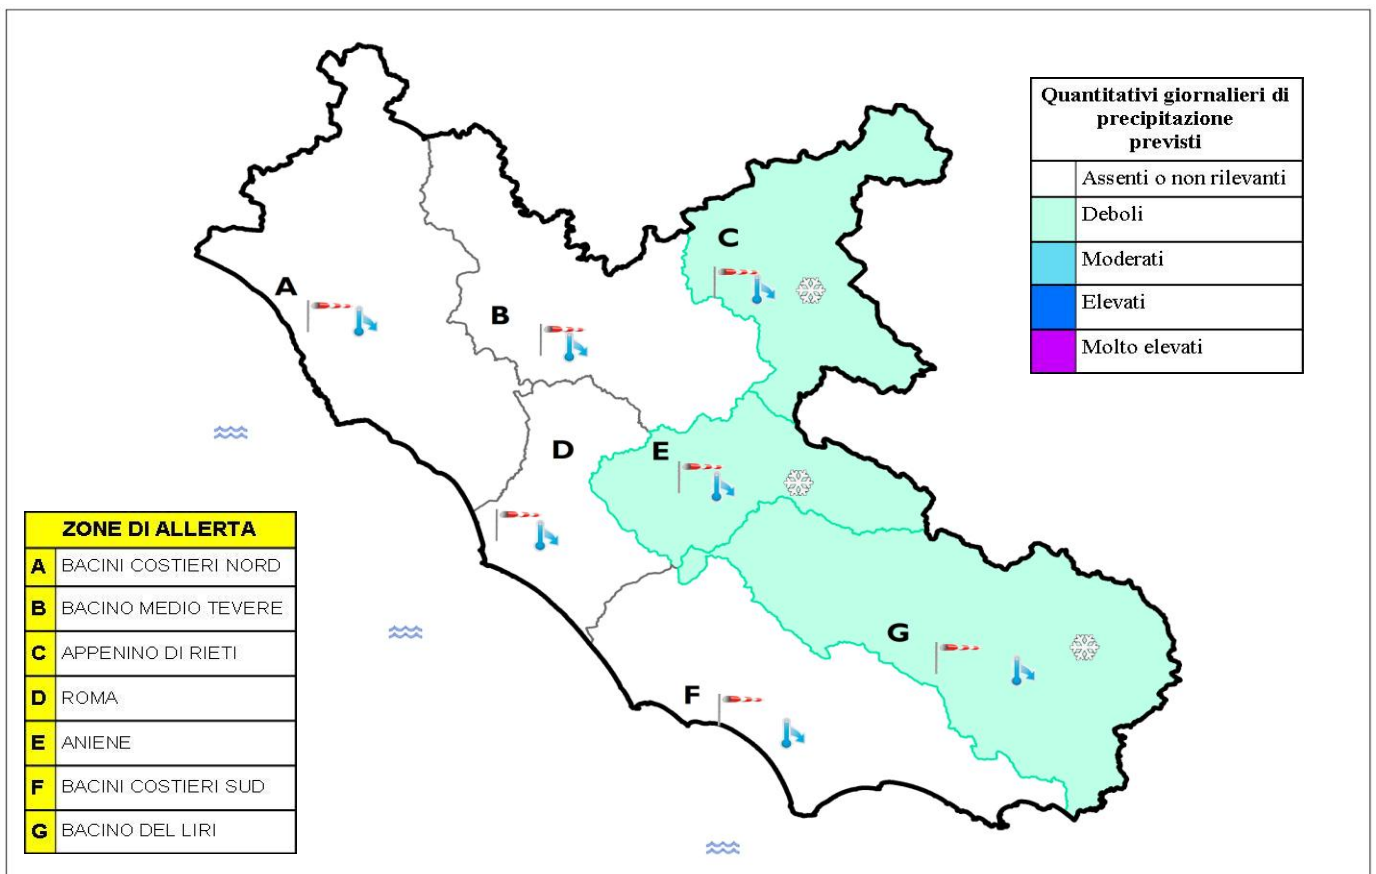 Quantitativi giornalieri di
precipitazione
previsti
Assenti o non rilevanti
Deboli
Moderati
Elevati
Molto elevati
C
A
B
D
E
G
F
ZONE DI ALLERTA
A BACINI COSTIERI NORD
B BACINO MEDIO TEVERE
C APPENINO DI RIETI
D ROMA
E ANIENE
F BACINI COSTIERI SUD
G BACINO DEL LIRI